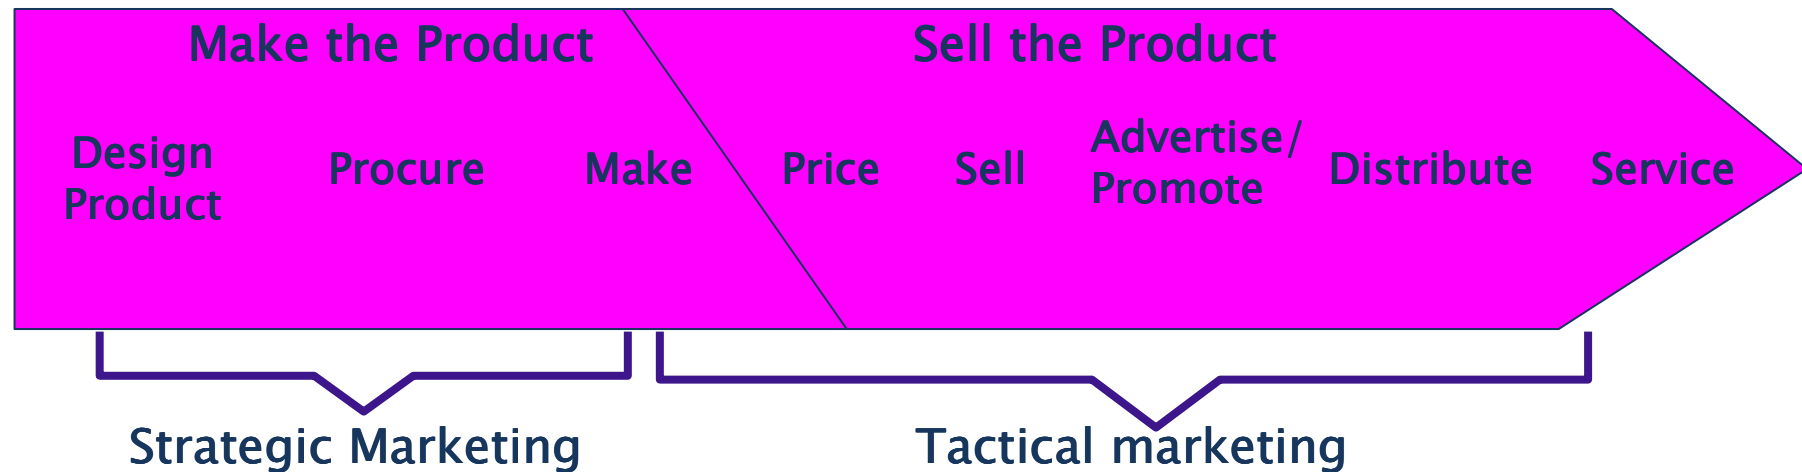 Make the Product
Sell the Product
Design
Product
Procure
Make
Price
Sell
Advertise/
Promote
Distribute
Service
Strategic Marketing
Tactical marketing